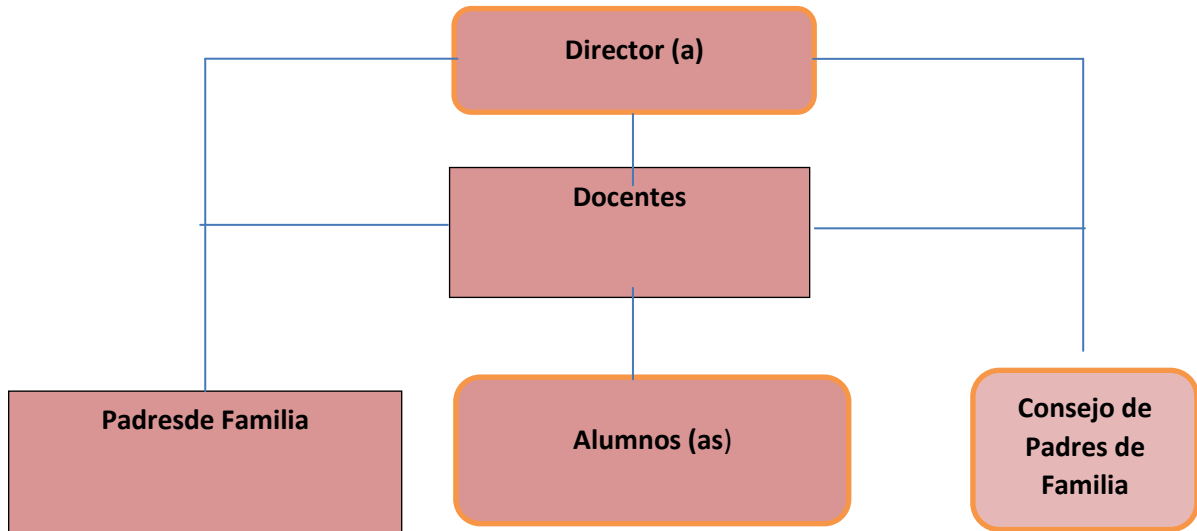 Director (a)
Docentes
Padresde Familia
Alumnos (as)
Consejo de
Padres de
Familia